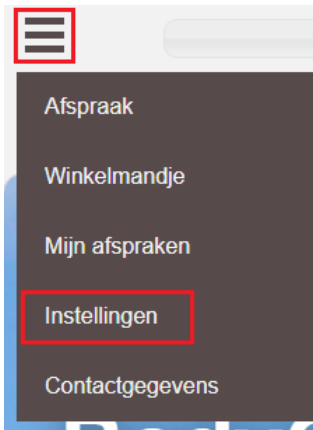 Afspraak
Winkelmandje
Mijn afspraken
Instellingen
Contactgegevens